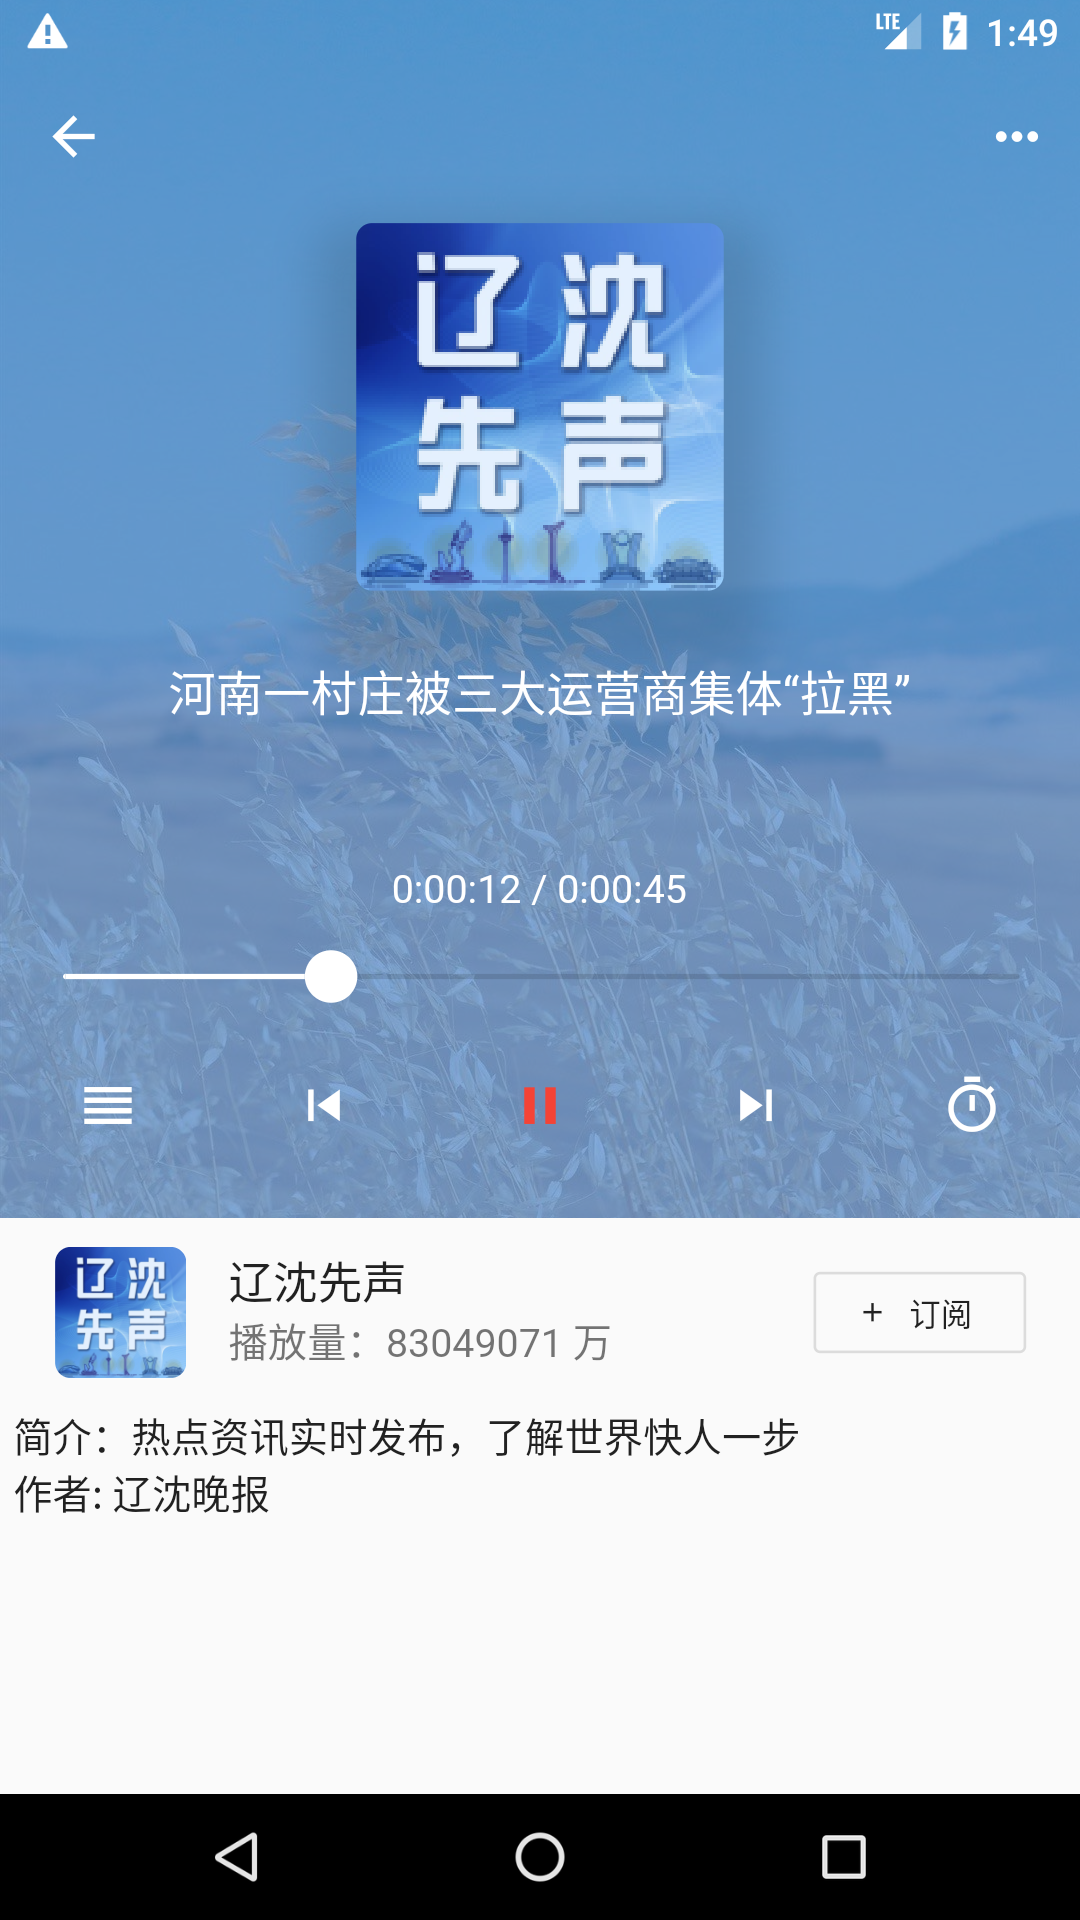 LTE 1:49
辽沈
先声
河南一村庄被三大运营商集体“拉黑”
0:00:12 / 0:00:45
辽沈
先声
辽沈先声
播放量：83049071 万
+ 订阅
简介：热点资讯实时发布，了解世界快人一步
作者: 辽沈晚报